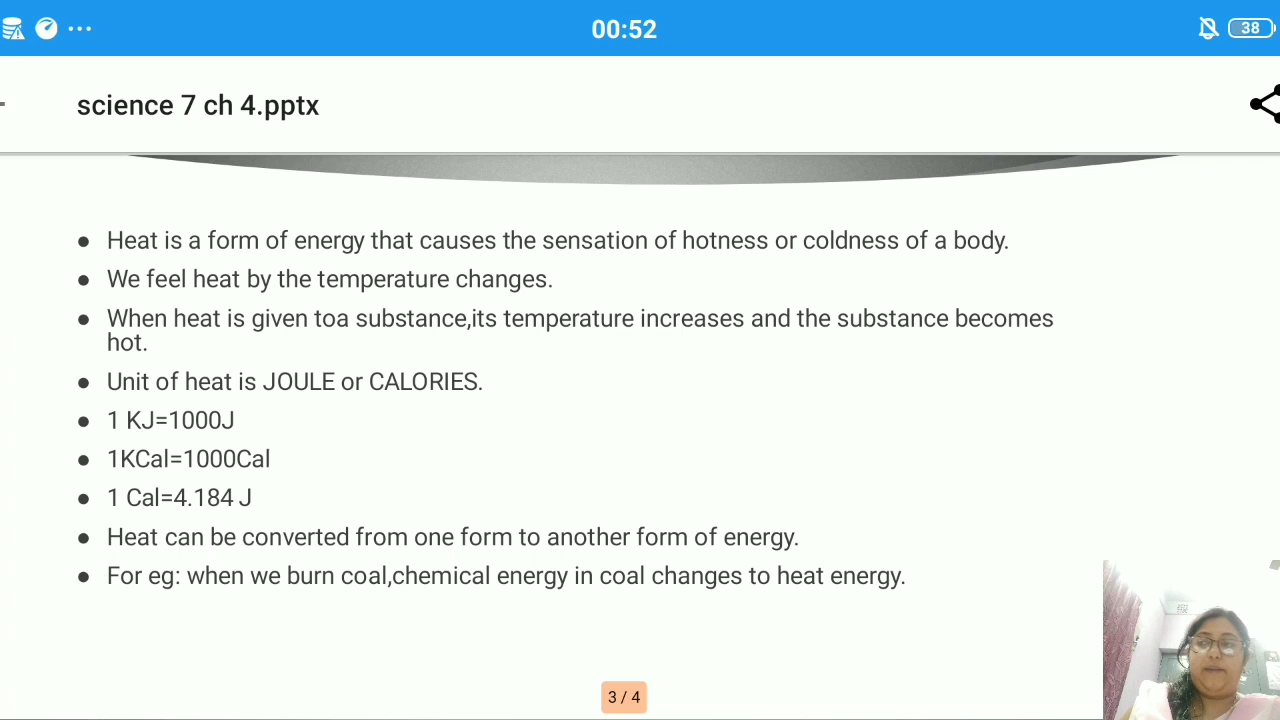 00:52
38
science 7 ch 4.pptx
● Heat is a form of energy that causes the sensation of hotness or coldness of a body.
● We feel heat by the temperature changes.
● When heat is given toa substance,its temperature increases and the substance becomes
hot.
● Unit of heat is JOULE or CALORIES.
● 1 KJ=1000J
● 1KCal=1000Cal
● 1 Cal=4.184 J
● Heat can be converted from one form to another form of energy.
● For eg: when we burn coal,chemical energy in coal changes to heat energy.
3 / 4